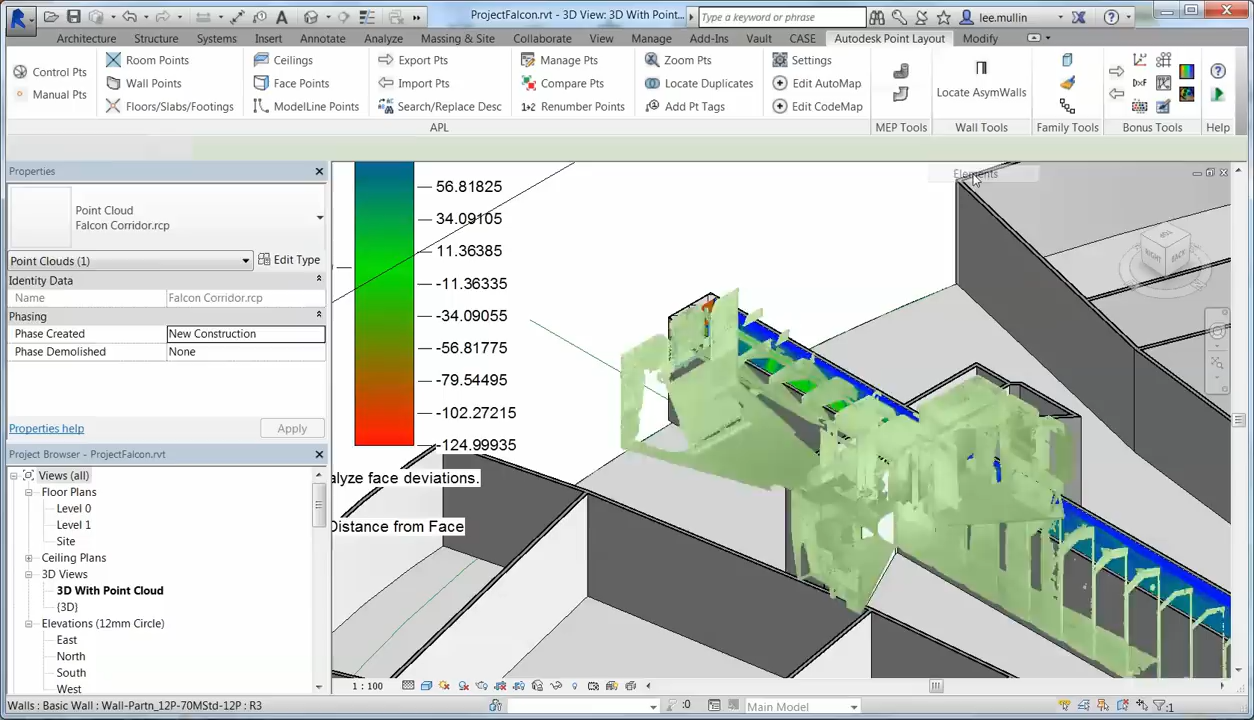 ProjectFalcon.rvt - 3D View: 3D With Point...
Type a keyword or phrase
lee.mullin
Architecture
Structure
Systems
Insert
Annotate
Analyze
Massing & Site
Collaborate
View
Manage
Add-Ins
Vault
CASE
Autodesk Point Layout
Modify
Control Pts
Manual Pts
Room Points
Wall Points
Floors/Slabs/Footings
Ceilings
Face Points
ModelLine Points
Export Pts
Import Pts
Search/Replace Desc
Manage Pts
Compare Pts
1▸2 Renumber Points
Zoom Pts
Locate Duplicates
Add Pt Tags
Settings
Edit AutoMap
Edit CodeMap
Locate AsymWalls
DXF
APL
MEP Tools
Wall Tools
Family Tools
Bonus Tools
Help
Properties
Point Cloud
Falcon Corridor.rcp
Point Clouds (1)
Edit Type
Identity Data
Name
Falcon Corridor.rcp
Phasing
Phase Created
New Construction
Phase Demolished
None
Properties help
Apply
Project Browser - ProjectFalcon.rvt
Views (all)
Floor Plans
Level 0
Level 1
Site
Ceiling Plans
3D Views
3D With Point Cloud
{3D}
Elevations (12mm Circle)
East
North
South
West
Elements
56.81825
34.09105
11.36385
-11.36335
-34.09055
-56.81775
-79.54495
-102.27215
-124.99935
alyze face deviations.
Distance from Face
RIGHT
BACK
1 : 100
Walls : Basic Wall : Wall-Partn_12P-70MStd-12P : R3
:0
Main Model
:1